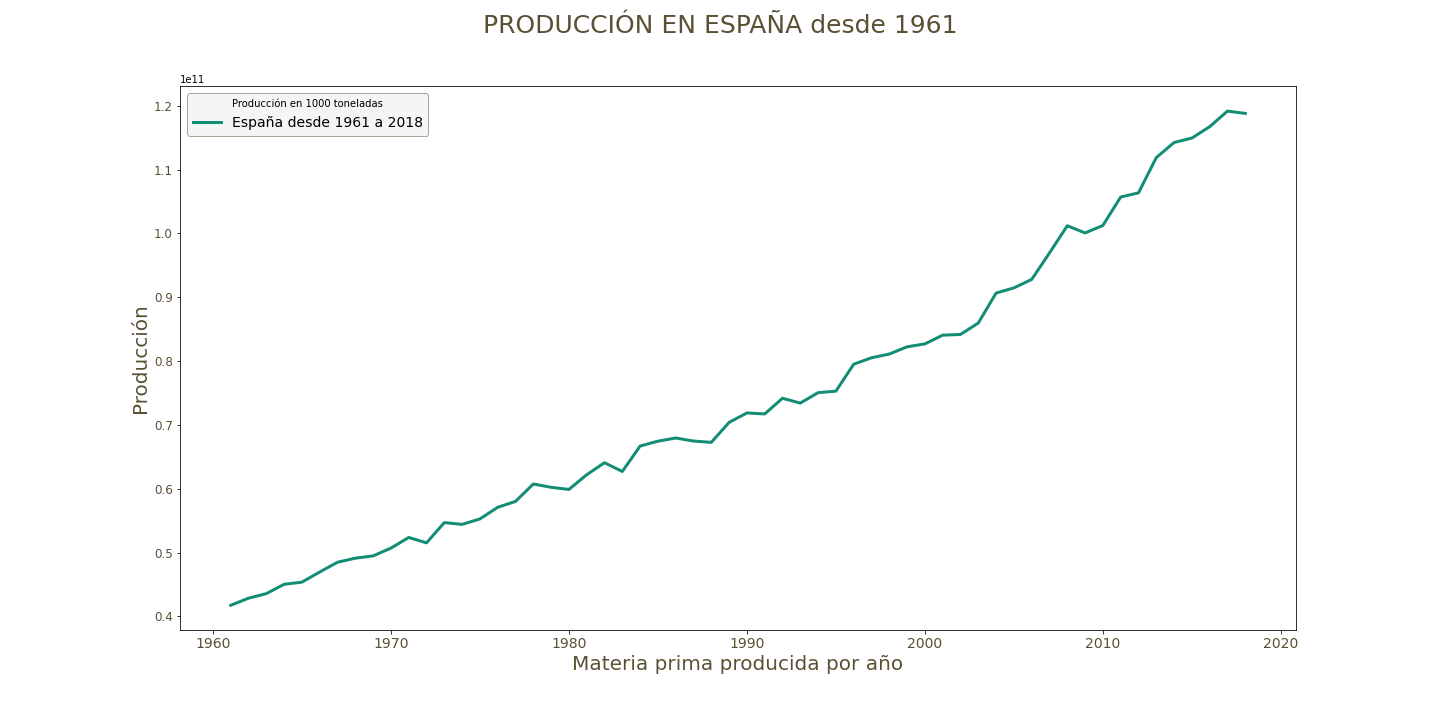 PRODUCCIÓN EN ESPAÑA desde 1961
1e11
Producción en 1000 toneladas
España desde 1961 a 2018
1.2
1.1
1.0
0.9
0.8
0.7
0.6
0.5
0.4
Producción
1960 1970 1980 1990 2000 2010 2020
Materia prima producida por año